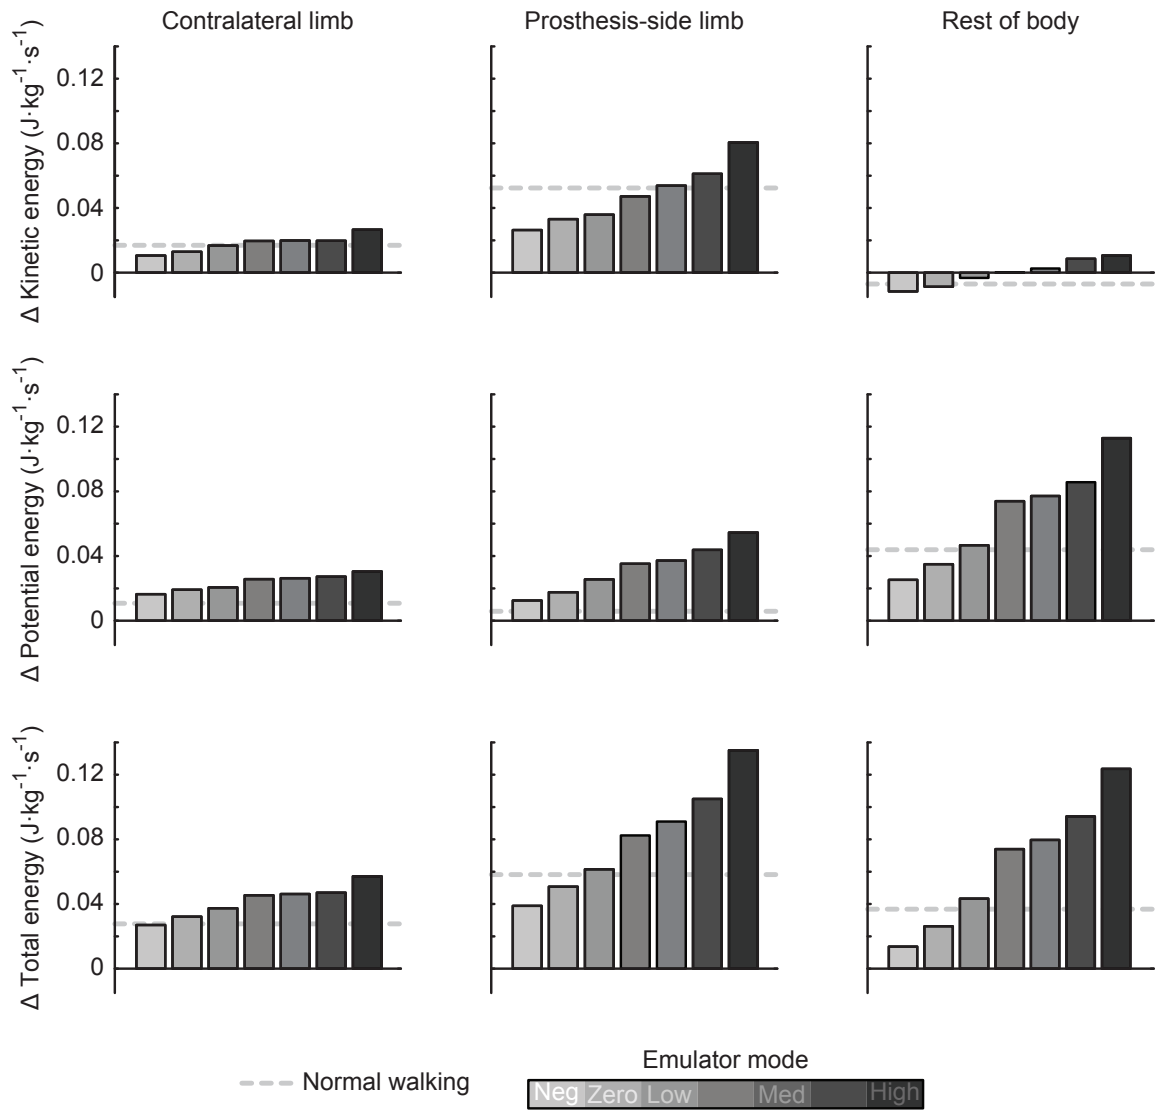 Contralateral limb
Prosthesis-side limb
Rest of body
Δ Kinetic energy (J·kg⁻¹·s⁻¹)
0.12
0.08
0.04
0
Δ Potential energy (J·kg⁻¹·s⁻¹)
0.12
0.08
0.04
0
Δ Total energy (J·kg⁻¹·s⁻¹)
0.12
0.08
0.04
0
Emulator mode
Normal walking
Neg Zero Low Med High